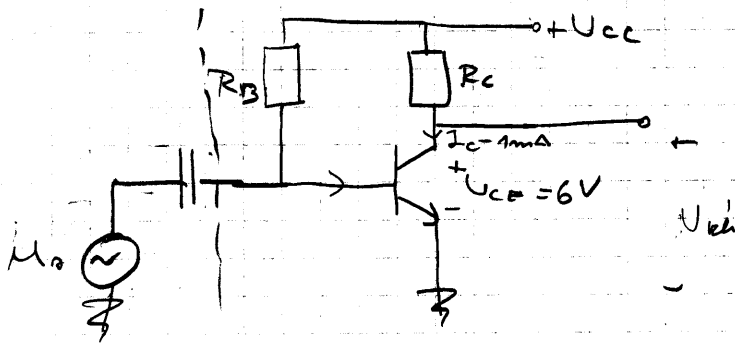 +UCC
RB
RC
IC-1mA
+
UCE=6V
-
Uki